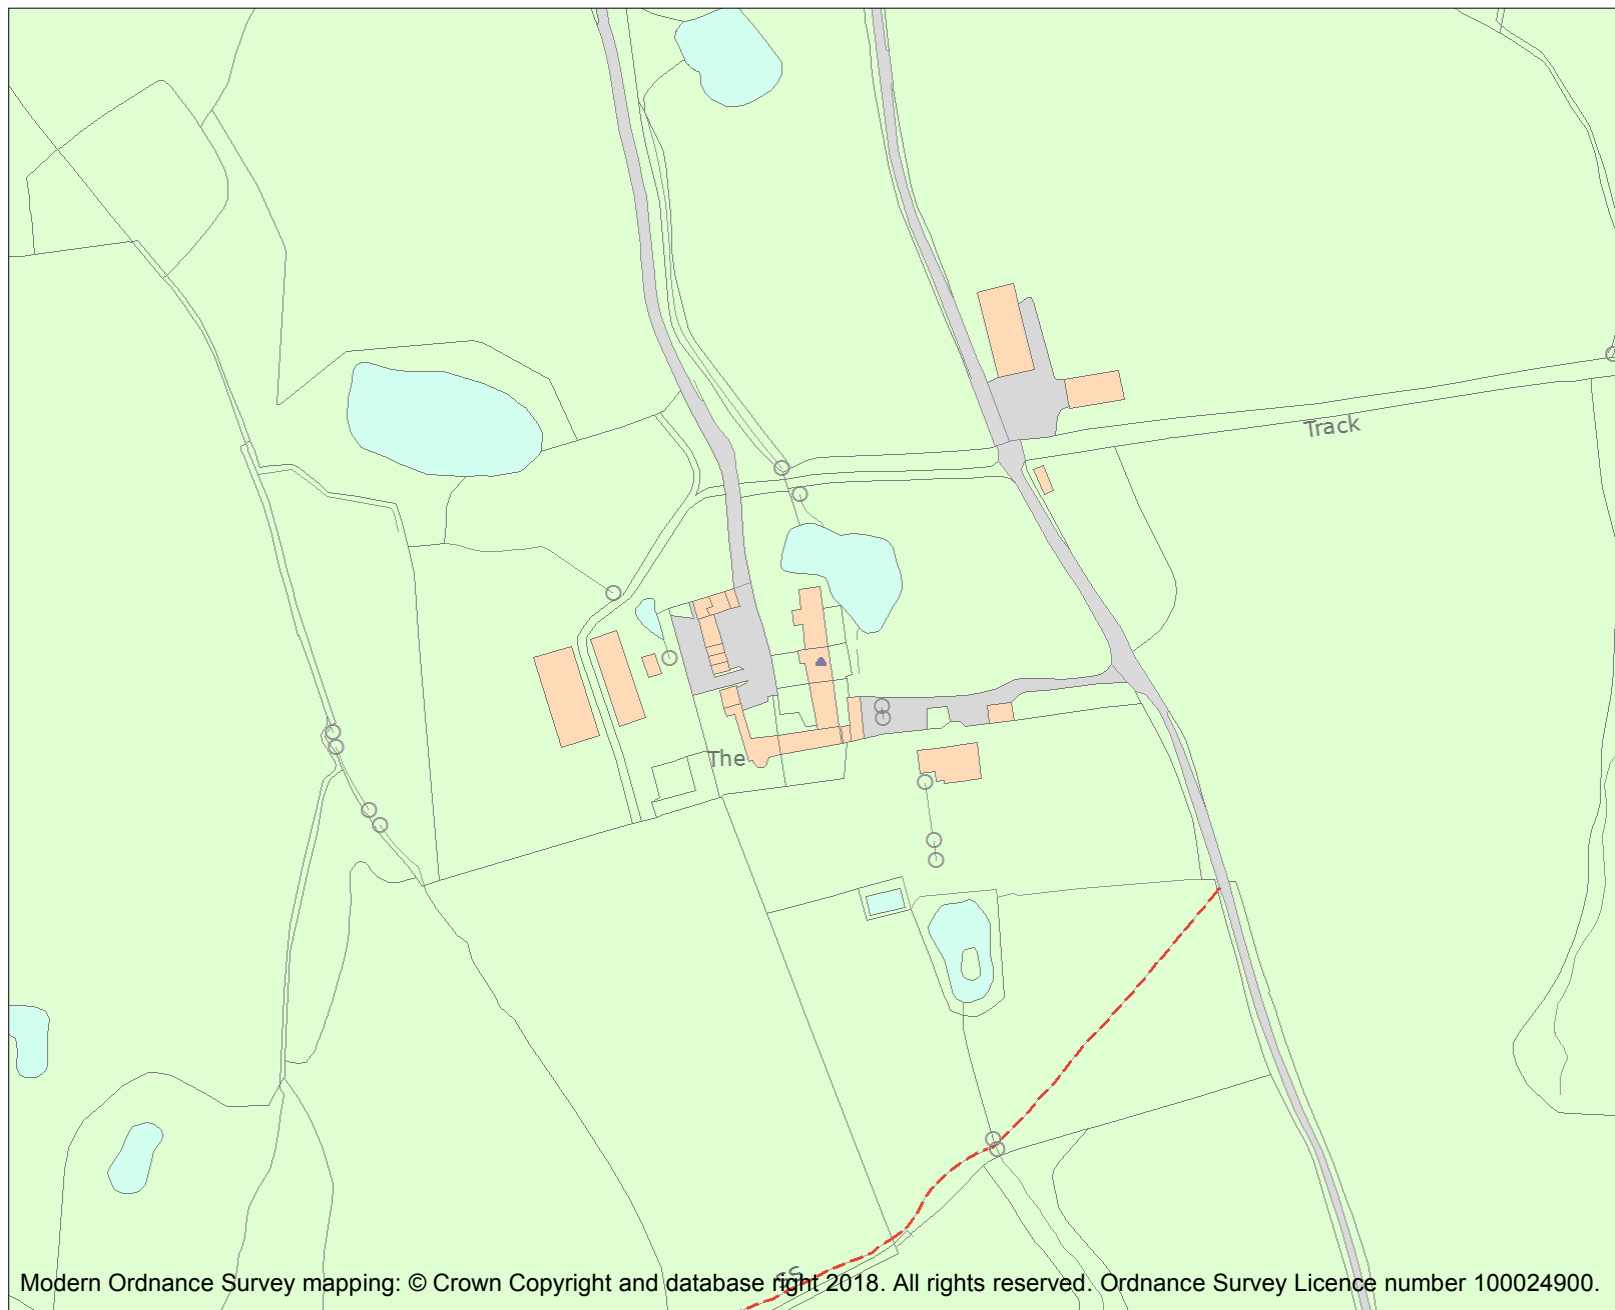 Track
The
SS
Modern Ordnance Survey mapping: © Crown Copyright and database right 2018. All rights reserved. Ordnance Survey Licence number 100024900.